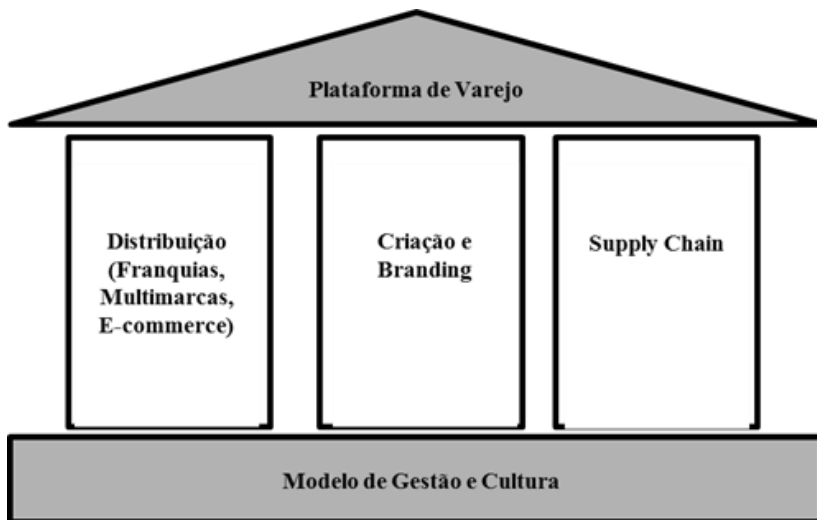 Plataforma de Varejo
Distribuição
(Franquias,
Multimarcas,
E-commerce)
Criação e
Branding
Supply Chain
Modelo de Gestão e Cultura